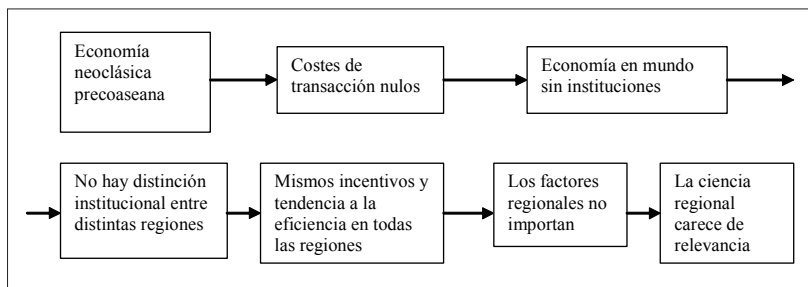 Economía
neoclásica
precoaseana
Costes de
transacción nulos
Economía en mundo
sin instituciones
No hay distinción
institucional entre
distintas regiones
Mismos incentivos y
tendencia a la
eficiencia en todas
las regiones
Los factores
regionales no
importan
La ciencia
regional
carece de
relevancia